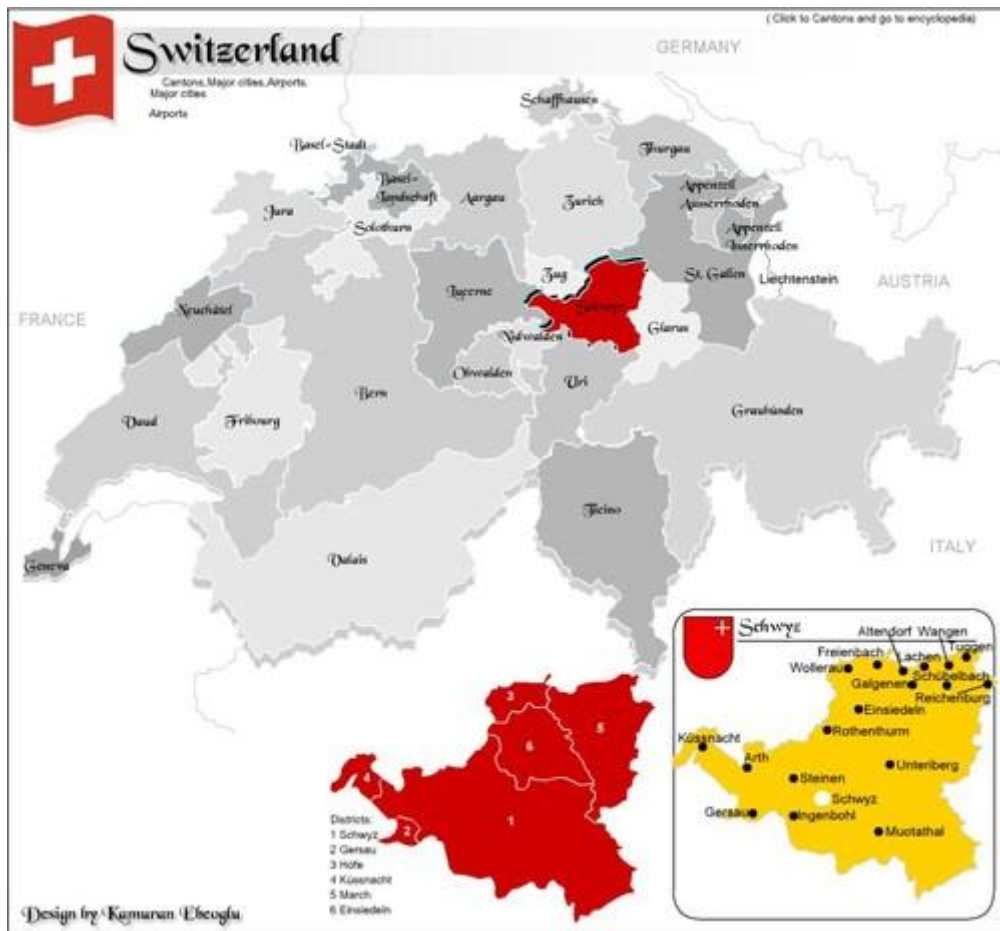 ( Click to Cantons and go to encyclopedia)
Switzerland
Cantons,Major cities,Airports.
Major cities
Airports
GERMANY
Schaffhausen
Basel-Stadt
Thurgau
Basel-
Landschaft
Aargau
Zurich
Appenzell
Ausserrhoden
Jura
Solothurn
Appenzell
Innerrhoden
Zug
St. Gallen
Liechtenstein
AUSTRIA
Lucerne
Schwyz
Neuchâtel
FRANCE
Glarus
Nidwalden
Obwalden
Uri
Bern
Graubünden
Vaud
Fribourg
Ticino
ITALY
Valais
Geneva
Schwyz
Altendorf Wangen
Tuggen
Freienbach
Lachen
Wollerau
Galgenen
Schübelbach
Reichenburg
Einsiedeln
Rothenthurm
Küssnacht
Arth
Unteriberg
Steinen
Schwyz
Gersau
Ingenbohl
Muotathal
3
5
6
4
1
2
Districts:
1 Schwyz
2 Gersau
3 Höfe
4 Küssnacht
5 March
6 Einsiedeln
Design by Kamuran Ebeoglu